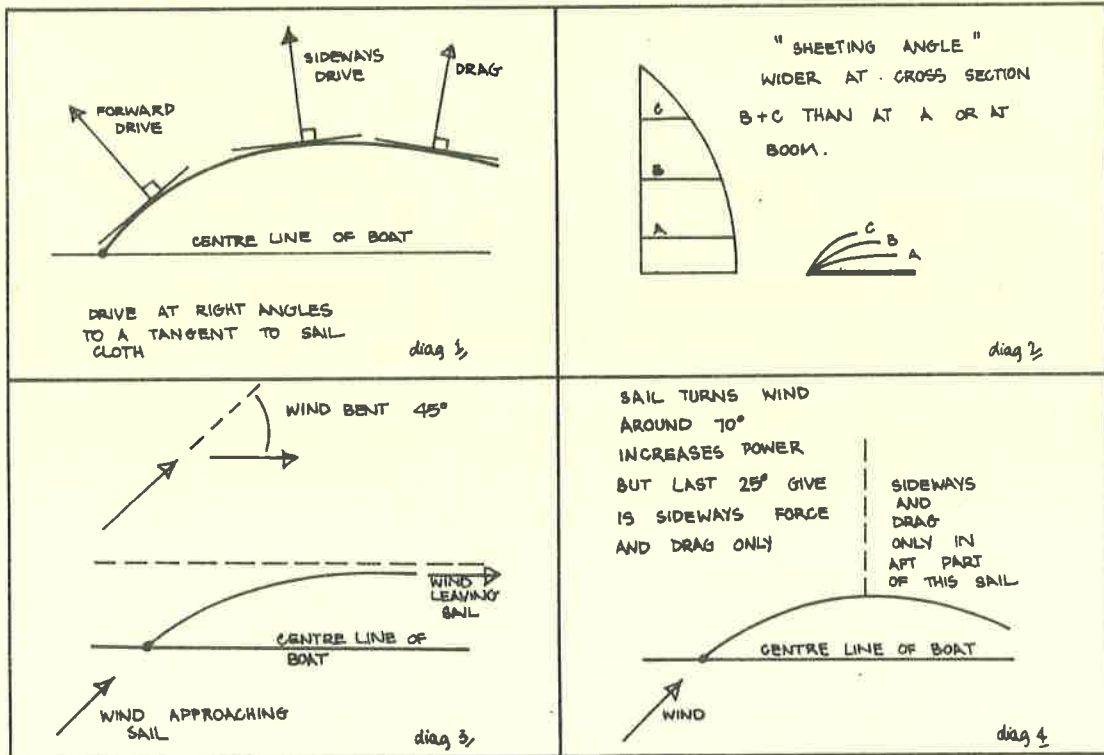 FORWARD
DRIVE
SIDEWAYS
DRIVE
DRAG
CENTRE LINE OF BOAT
DRIVE AT RIGHT ANGLES
TO A TANGENT TO SAIL
CLOTH
diag 1,
"SHEETING ANGLE"
WIDER AT CROSS SECTION
B+C THAN AT A OR AT
BOOM.
C
B
A
C
B
A
diag 2
WIND BENT 45°
WIND
LEAVING
SAIL
CENTRE LINE OF
BOAT
WIND APPROACHING
SAIL
diag 3,
SAIL TURNS WIND
AROUND 70°
INCREASES POWER
BUT LAST 25° GIVE
IS SIDEWAYS FORCE
AND DRAG ONLY
SIDEWAYS
AND
DRAG
ONLY IN
AFT PART
OF THIS SAIL
CENTRE LINE OF BOAT
WIND
diag 4